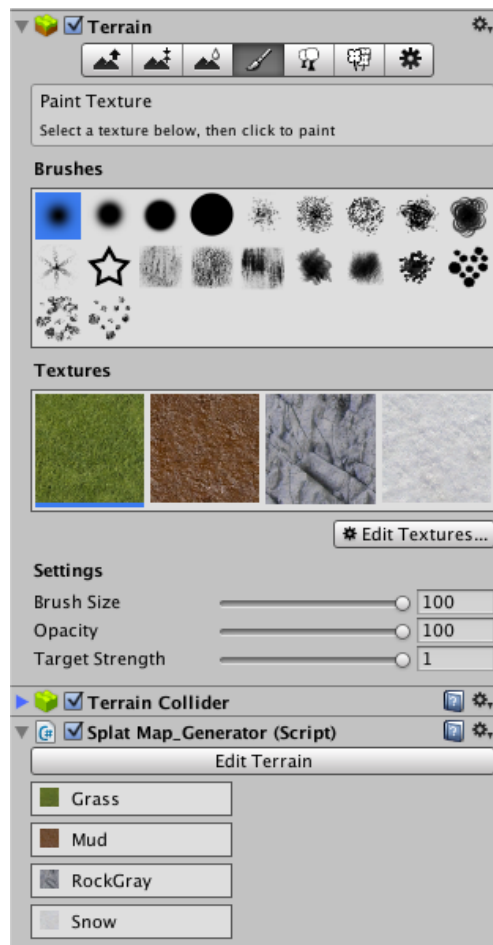 Terrain
Paint Texture
Select a texture below, then click to paint
Brushes
Textures
Edit Textures...
Settings
Brush Size 100
Opacity 100
Target Strength 1
Terrain Collider
C# Splat Map_Generator (Script)
Edit Terrain
Grass
Mud
RockGray
Snow